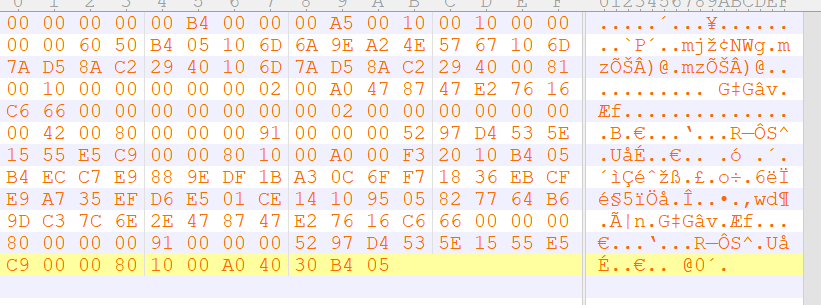 0 1 2 3 4 5 6 7 8 9 A B C D E F 0123456789ABCDEF
00 00 00 00 B4 00 00 00 A5 00 10 00 10 00 00 .....´...¥......
00 00 60 50 B4 05 10 6D 6A 9E A2 4E 57 67 10 6D ..`P´..mjž¢NWg.m
7A D5 8A C2 29 40 10 6D 7A D5 8A C2 29 40 00 81 zÕŠÂ)@.mzÕŠÂ)@..
00 10 00 00 00 00 02 00 A0 47 87 47 E2 76 16 ........ G‡Gâv.
C6 66 00 00 00 00 00 00 02 00 00 00 00 00 00 Æf..............
00 42 00 80 00 00 00 91 00 00 00 52 97 D4 53 5E .B.€...‘...R—ÔS^
15 55 E5 C9 00 00 80 10 00 A0 00 F3 20 10 B4 05 .UåÉ..€.. .ó .´.
B4 EC C7 E9 88 9E DF 1B A3 0C 6F F7 18 36 EB CF ´ìÇéˆžß.£.o÷.6ëÏ
E9 A7 35 EF D6 E5 01 CE 14 10 95 05 82 77 64 B6 é§5ïÖå.Î..•.‚wd¶
9D C3 7C 6E 2E 47 87 47 E2 76 16 C6 66 00 00 00 .Ã|n.G‡Gâv.Æf...
80 00 00 00 91 00 00 00 52 97 D4 53 5E 15 55 E5 €...‘...R—ÔS^.Uå
C9 00 00 80 10 00 A0 40 30 B4 05 É..€.. @0´.